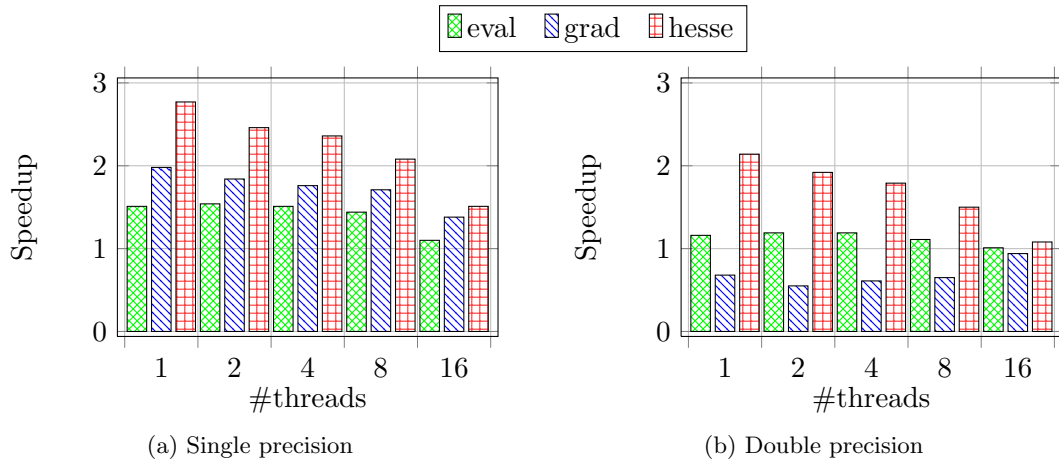 eval grad hesse
3
2
1
0
Speedup
1 2 4 8 16
#threads
(a) Single precision
3
2
1
0
Speedup
1 2 4 8 16
#threads
(b) Double precision